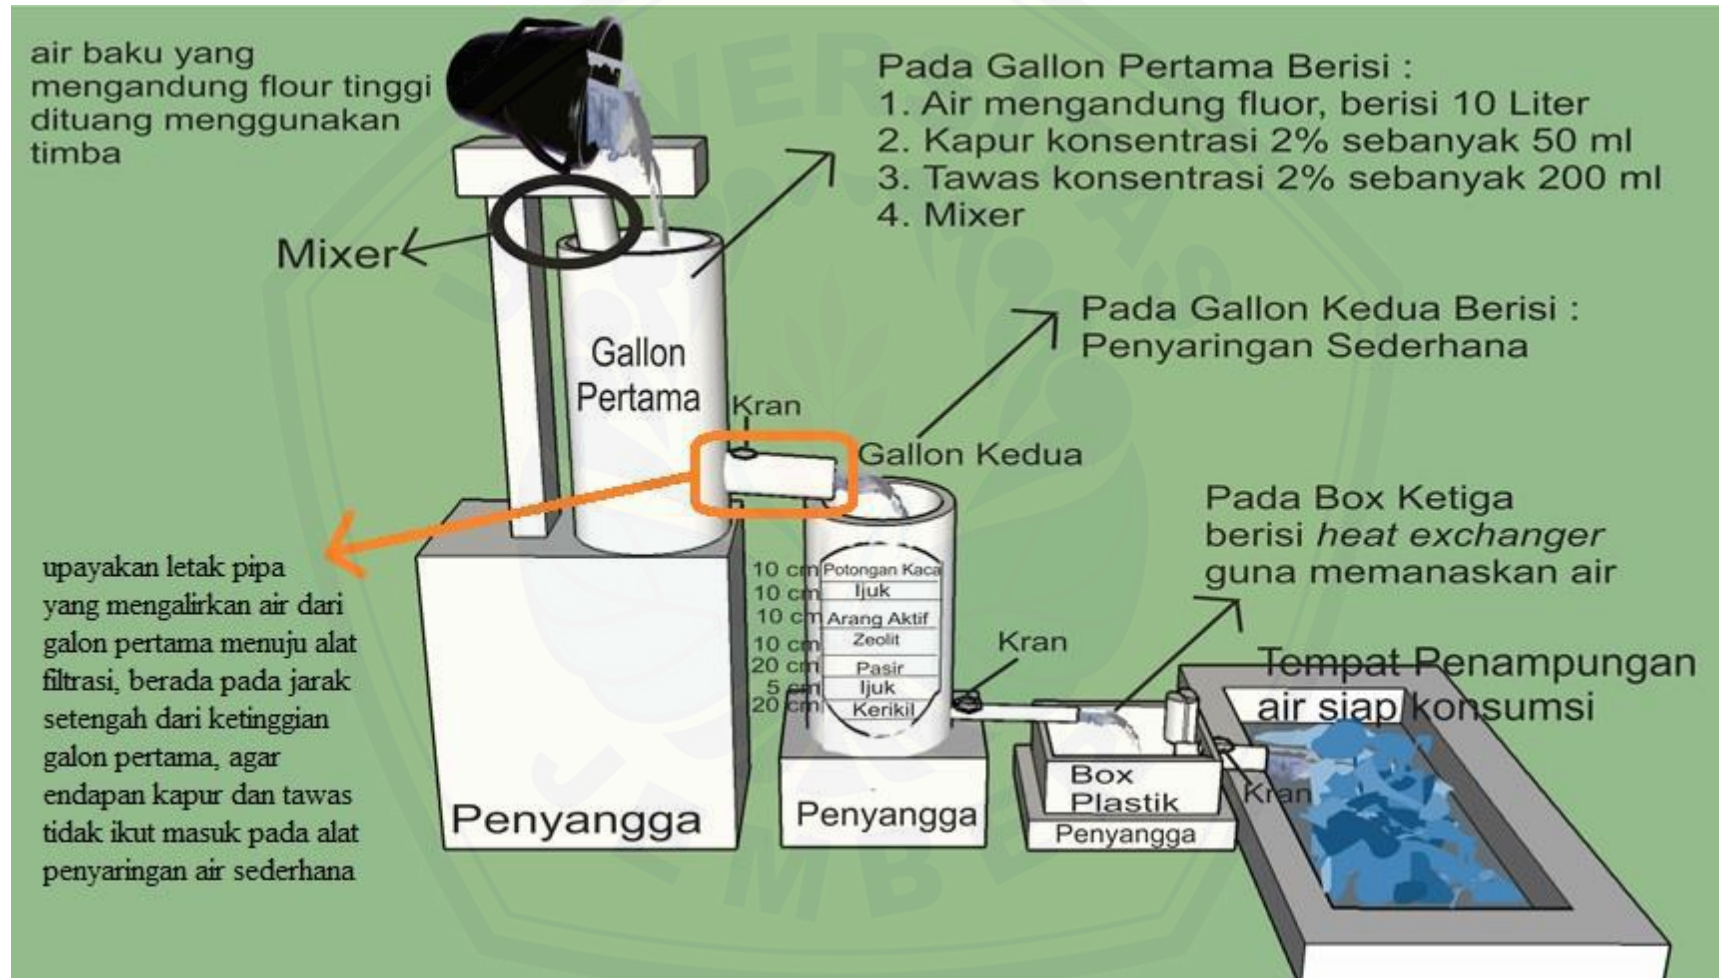 air baku yang
mengandung flour tinggi
dituang menggunakan
timba
Pada Gallon Pertama Berisi :
1. Air mengandung fluor, berisi 10 Liter
2. Kapur konsentrasi 2% sebanyak 50 ml
3. Tawas konsentrasi 2% sebanyak 200 ml
4. Mixer
Mixer
Pada Gallon Kedua Berisi :
Penyaringan Sederhana
Gallon
Pertama
Kran
Gallon Kedua
Pada Box Ketiga
berisi heat exchanger
guna memanaskan air
upayakan letak pipa
yang mengalirkan air dari
galon pertama menuju alat
filtrasi, berada pada jarak
setengah dari ketinggian
galon pertama, agar
endapan kapur dan tawas
tidak ikut masuk pada alat
penyaringan air sederhana
10 cm Potongan Kaca
10 cm Ijuk
10 cm Arang Aktif
10 cm Zeolit
20 cm Pasir
5 cm Ijuk
20 cm Kerikil
Kran
Tempat Penampungan
air siap konsumsi
Box
Plastik
Kran
Penyangga
Penyangga
Penyangga
UNIVERSITAS
JEMBER